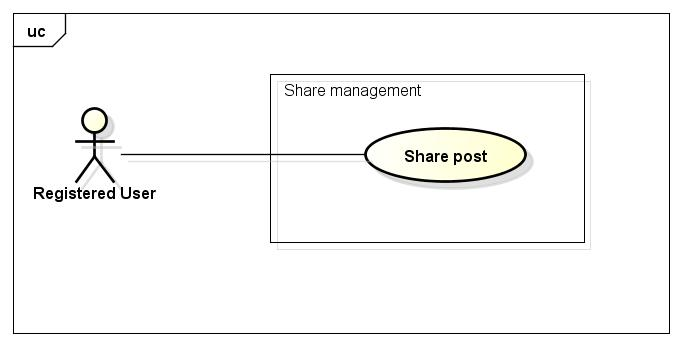 uc
Share management
Share post
Registered User